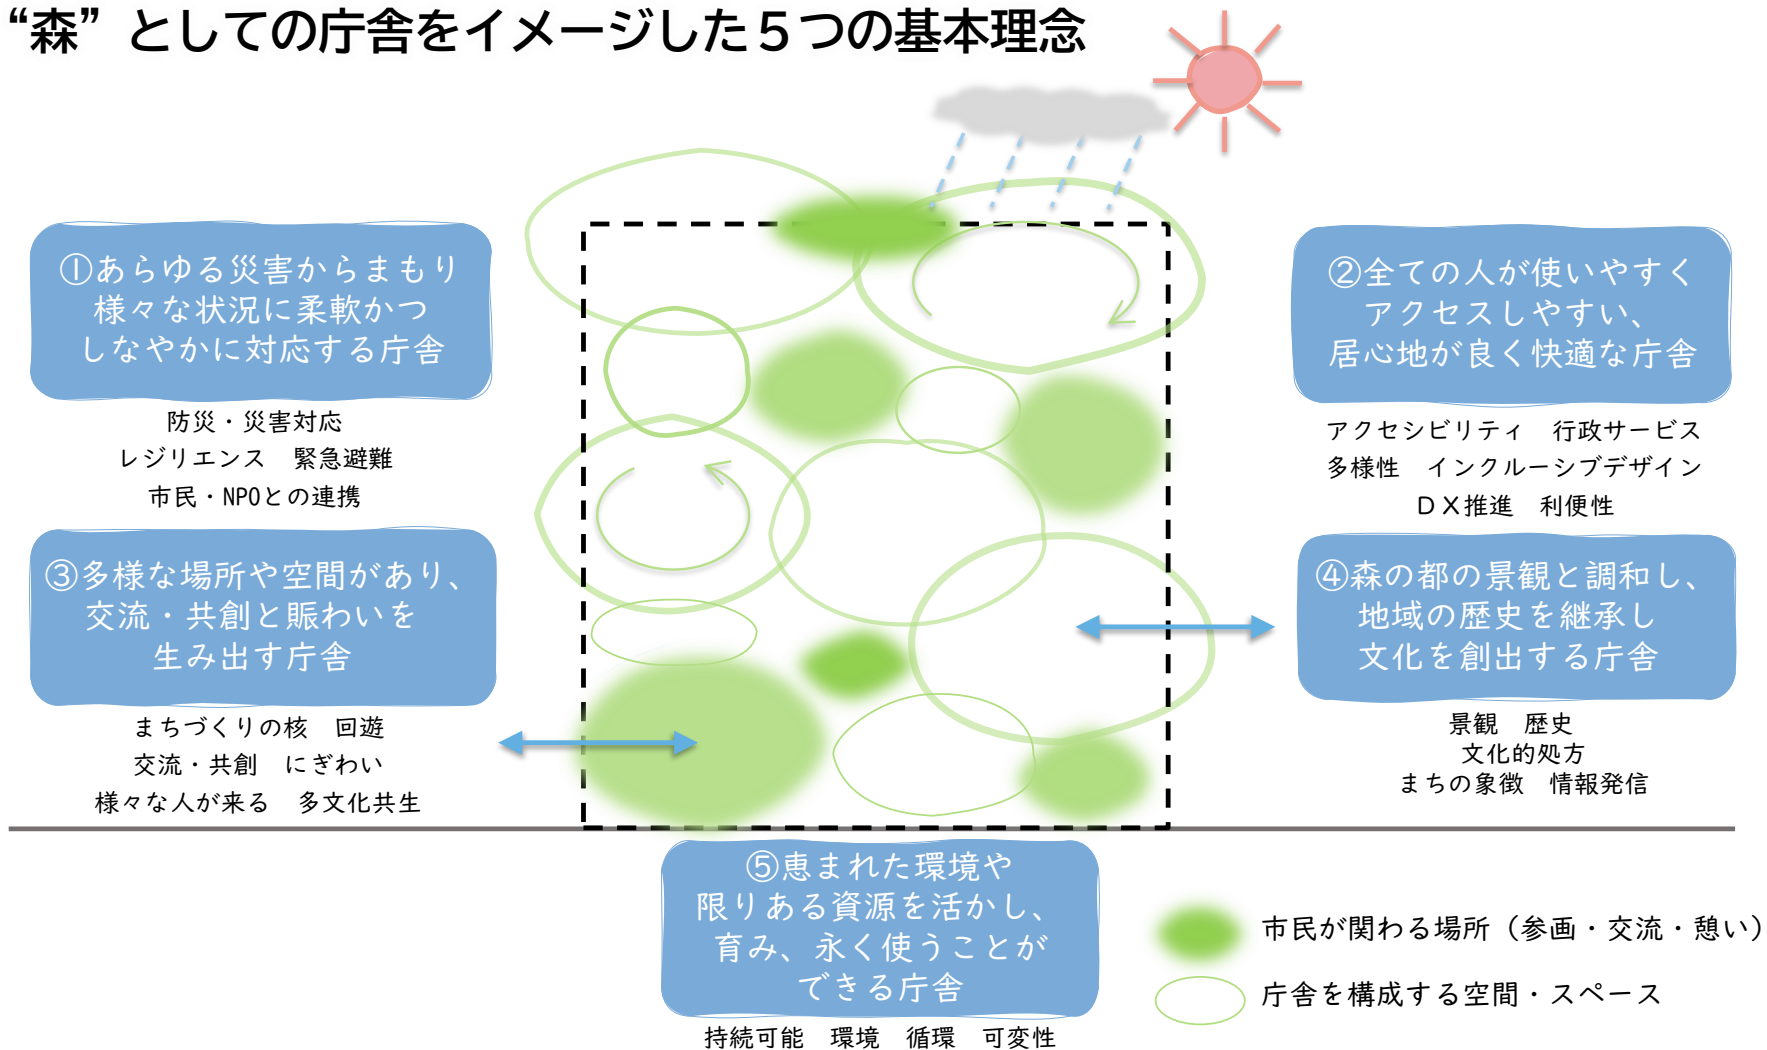 “森”としての庁舎をイメージした５つの基本理念
①あらゆる災害からまもり
様々な状況に柔軟かつ
しなやかに対応する庁舎
防災・災害対応
レジリエンス　緊急避難
市民・NPOとの連携
②全ての人が使いやすく
アクセスしやすい、
居心地が良く快適な庁舎
アクセシビリティ　行政サービス
多様性　インクルーシブデザイン
ＤＸ推進　利便性
③多様な場所や空間があり、
交流・共創と賑わいを
生み出す庁舎
まちづくりの核　回遊
交流・共創　にぎわい
様々な人が来る　多文化共生
④森の都の景観と調和し、
地域の歴史を継承し
文化を創出する庁舎
景観　歴史
文化的処方
まちの象徴　情報発信
⑤恵まれた環境や
限りある資源を活かし、
育み、永く使うことが
できる庁舎
持続可能　環境　循環　可変性
市民が関わる場所（参画・交流・憩い）
庁舎を構成する空間・スペース